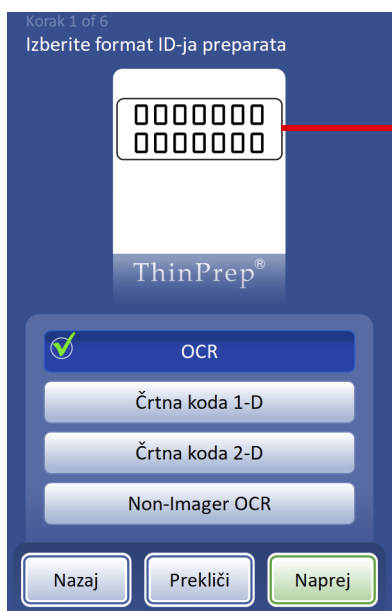 Korak 1 of 6
Izberite format ID-ja preparata
0000000
0000000
ThinPrep®
OCR
Črtna koda 1-D
Črtna koda 2-D
Non-Imager OCR
Nazaj
Prekliči
Naprej